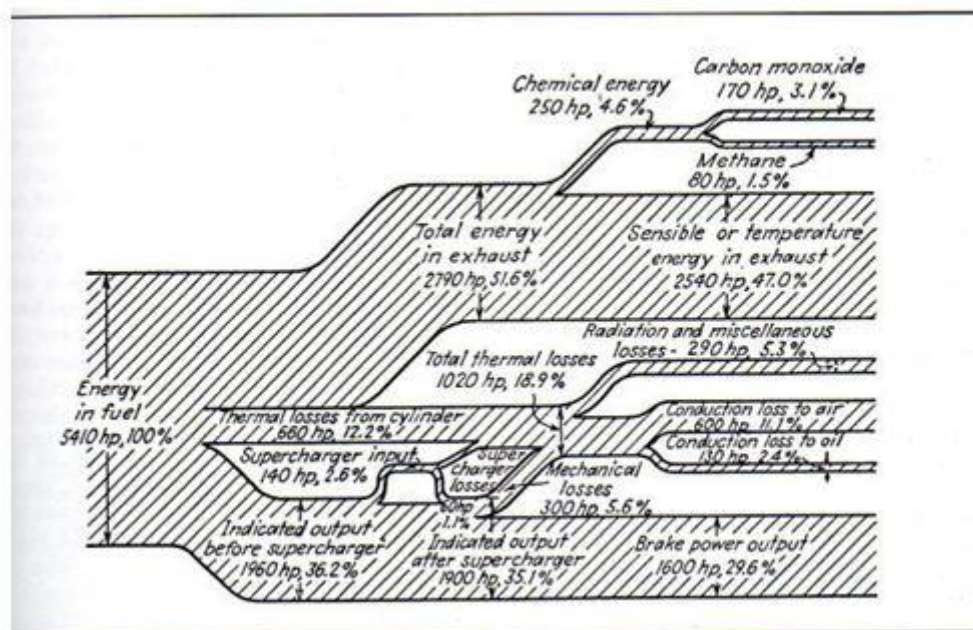 Chemical energy
250 hp, 4.6%
Carbon monoxide
170 hp, 3.1%
Methane
80 hp, 1.5%
Total energy
in exhaust
2790 hp, 51.6%
Sensible or temperature
energy in exhaust
2540 hp, 47.0%
Radiation and miscellaneous
losses - 290 hp, 5.3%
Total thermal losses
1020 hp, 18.9%
Energy
in fuel
5410 hp, 100%
Thermal losses from cylinder
660 hp, 12.2%
Conduction loss to air
600 hp, 11.1%
Conduction loss to oil
130 hp, 2.4%
Supercharger input
140 hp, 2.6%
Super
charger
losses
60 hp
1.1%
Mechanical
losses
300 hp, 5.6%
Indicated output
before supercharger
1960 hp, 36.2%
Indicated output
after supercharger
1900 hp, 35.1%
Brake power output
1600 hp, 29.6%